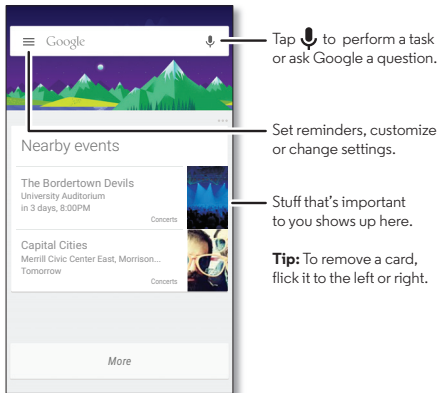 Google
Nearby events
The Bordertown Devils
University Auditorium
in 3 days, 8:00PM
Concerts
Capital Cities
Merrill Civic Center East, Morrison...
Tomorrow
Concerts
More
Tap to perform a task
or ask Google a question.
Set reminders, customize
or change settings.
Stuff that's important
to you shows up here.
Tip: To remove a card,
flick it to the left or right.